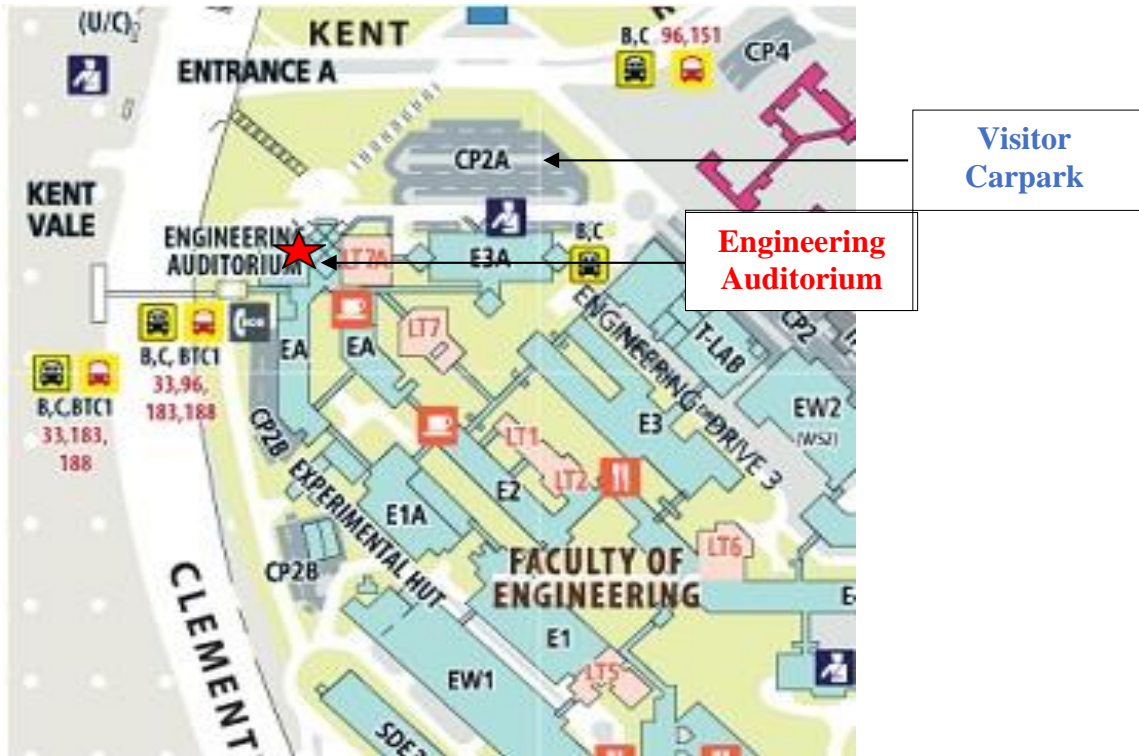 (U/C)
KENT
ENTRANCE A
B,C 96,151
CP4
CP2A
Visitor
Carpark
KENT
VALE
ENGINEERING
AUDITORIUM
LT7A
E3A
B,C
Engineering
Auditorium
B,C, BTC1
33,96,
183,188
B,C,BTC1
33,183,
188
EA
EA
LT7
ENGINEERING DRIVE 3
T-LAB
CP2
EW2
(WS2)
E3
CP2B
LT1
LT2
E2
E1A
EXPERIMENTAL HUT
CP2B
LT6
FACULTY OF
ENGINEERING
E1
LT5
EW1
CLEMENT